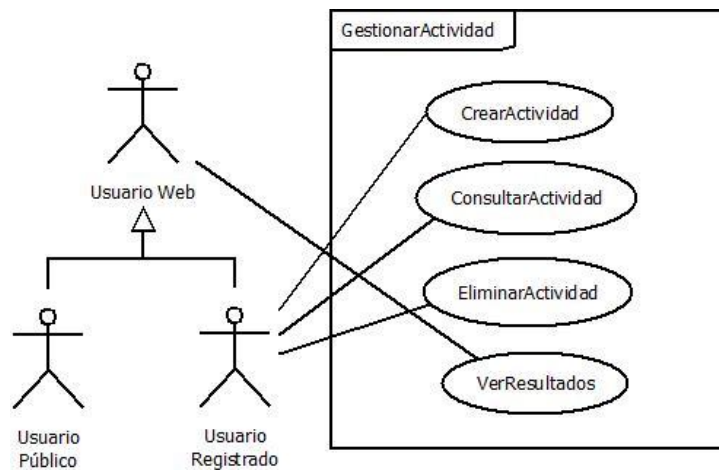 GestionarActividad
CrearActividad
Usuario Web
ConsultarActividad
EliminarActividad
VerResultados
Usuario
Público
Usuario
Registrado